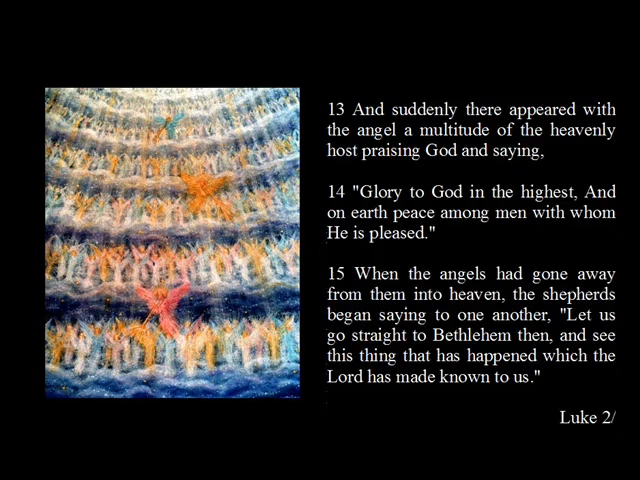 13 And suddenly there appeared with
the angel a multitude of the heavenly
host praising God and saying,
14 "Glory to God in the highest, And
on earth peace among men with whom
He is pleased."
15 When the angels had gone away
from them into heaven, the shepherds
began saying to one another, "Let us
go straight to Bethlehem then, and see
this thing that has happened which the
Lord has made known to us."
Luke 2/